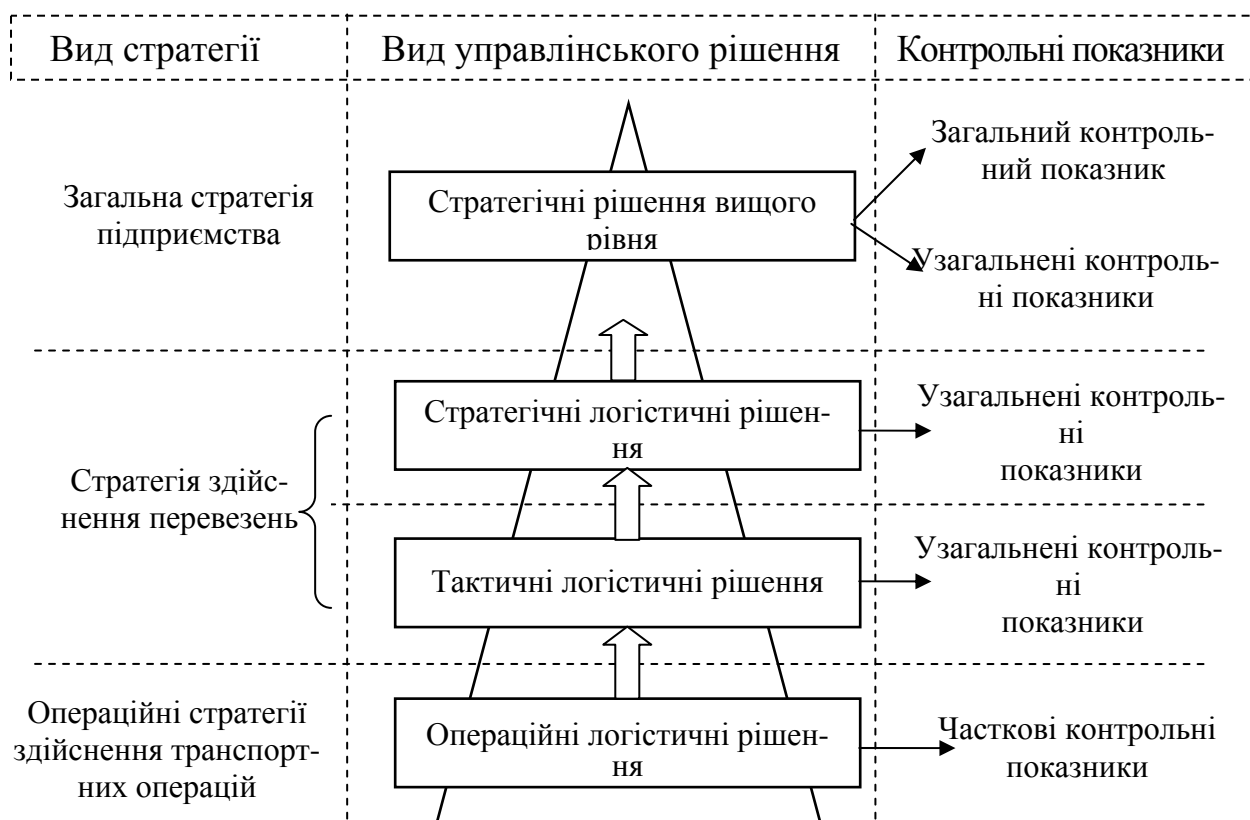 Вид стратегії
Вид управлінського рішення
Контрольні показники
Загальна стратегія
підприємства
Стратегічні рішення вищого
рівня
Загальний контроль-
ний показник
Узагальнені контроль-
ні показники
Стратегія здійс-
нення перевезень
Стратегічні логістичні рішен-
ня
Узагальнені контроль-
ні
показники
Тактичні логістичні рішення
Узагальнені контроль-
ні
показники
Операційні стратегії
здійснення транспорт-
них операцій
Операційні логістичні рішен-
ня
Часткові контрольні
показники